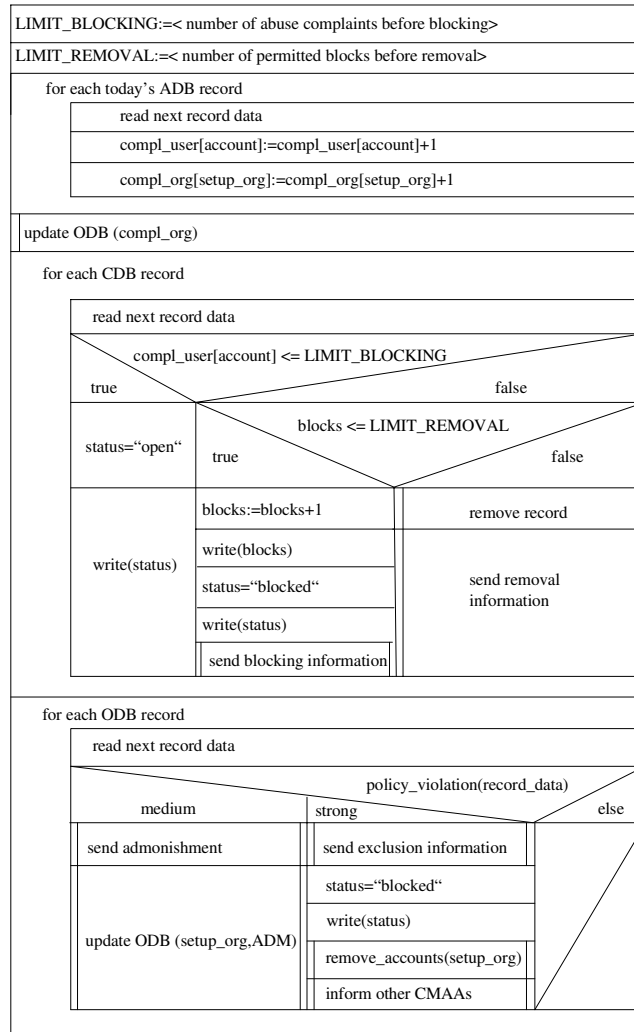 LIMIT_BLOCKING:=< number of abuse complaints before blocking>
LIMIT_REMOVAL:=< number of permitted blocks before removal>
for each today's ADB record
read next record data
compl_user[account]:=compl_user[account]+1
compl_org[setup_org]:=compl_org[setup_org]+1
update ODB (compl_org)
for each CDB record
read next record data
compl_user[account] <= LIMIT_BLOCKING
true
false
blocks <= LIMIT_REMOVAL
status=“open“
true
false
blocks:=blocks+1
remove record
write(status)
write(blocks)
status=“blocked“
send removal
information
write(status)
send blocking information
for each ODB record
read next record data
policy_violation(record_data)
medium
strong
else
send admonishment
send exclusion information
status=“blocked“
update ODB (setup_org,ADM)
write(status)
remove_accounts(setup_org)
inform other CMAAs